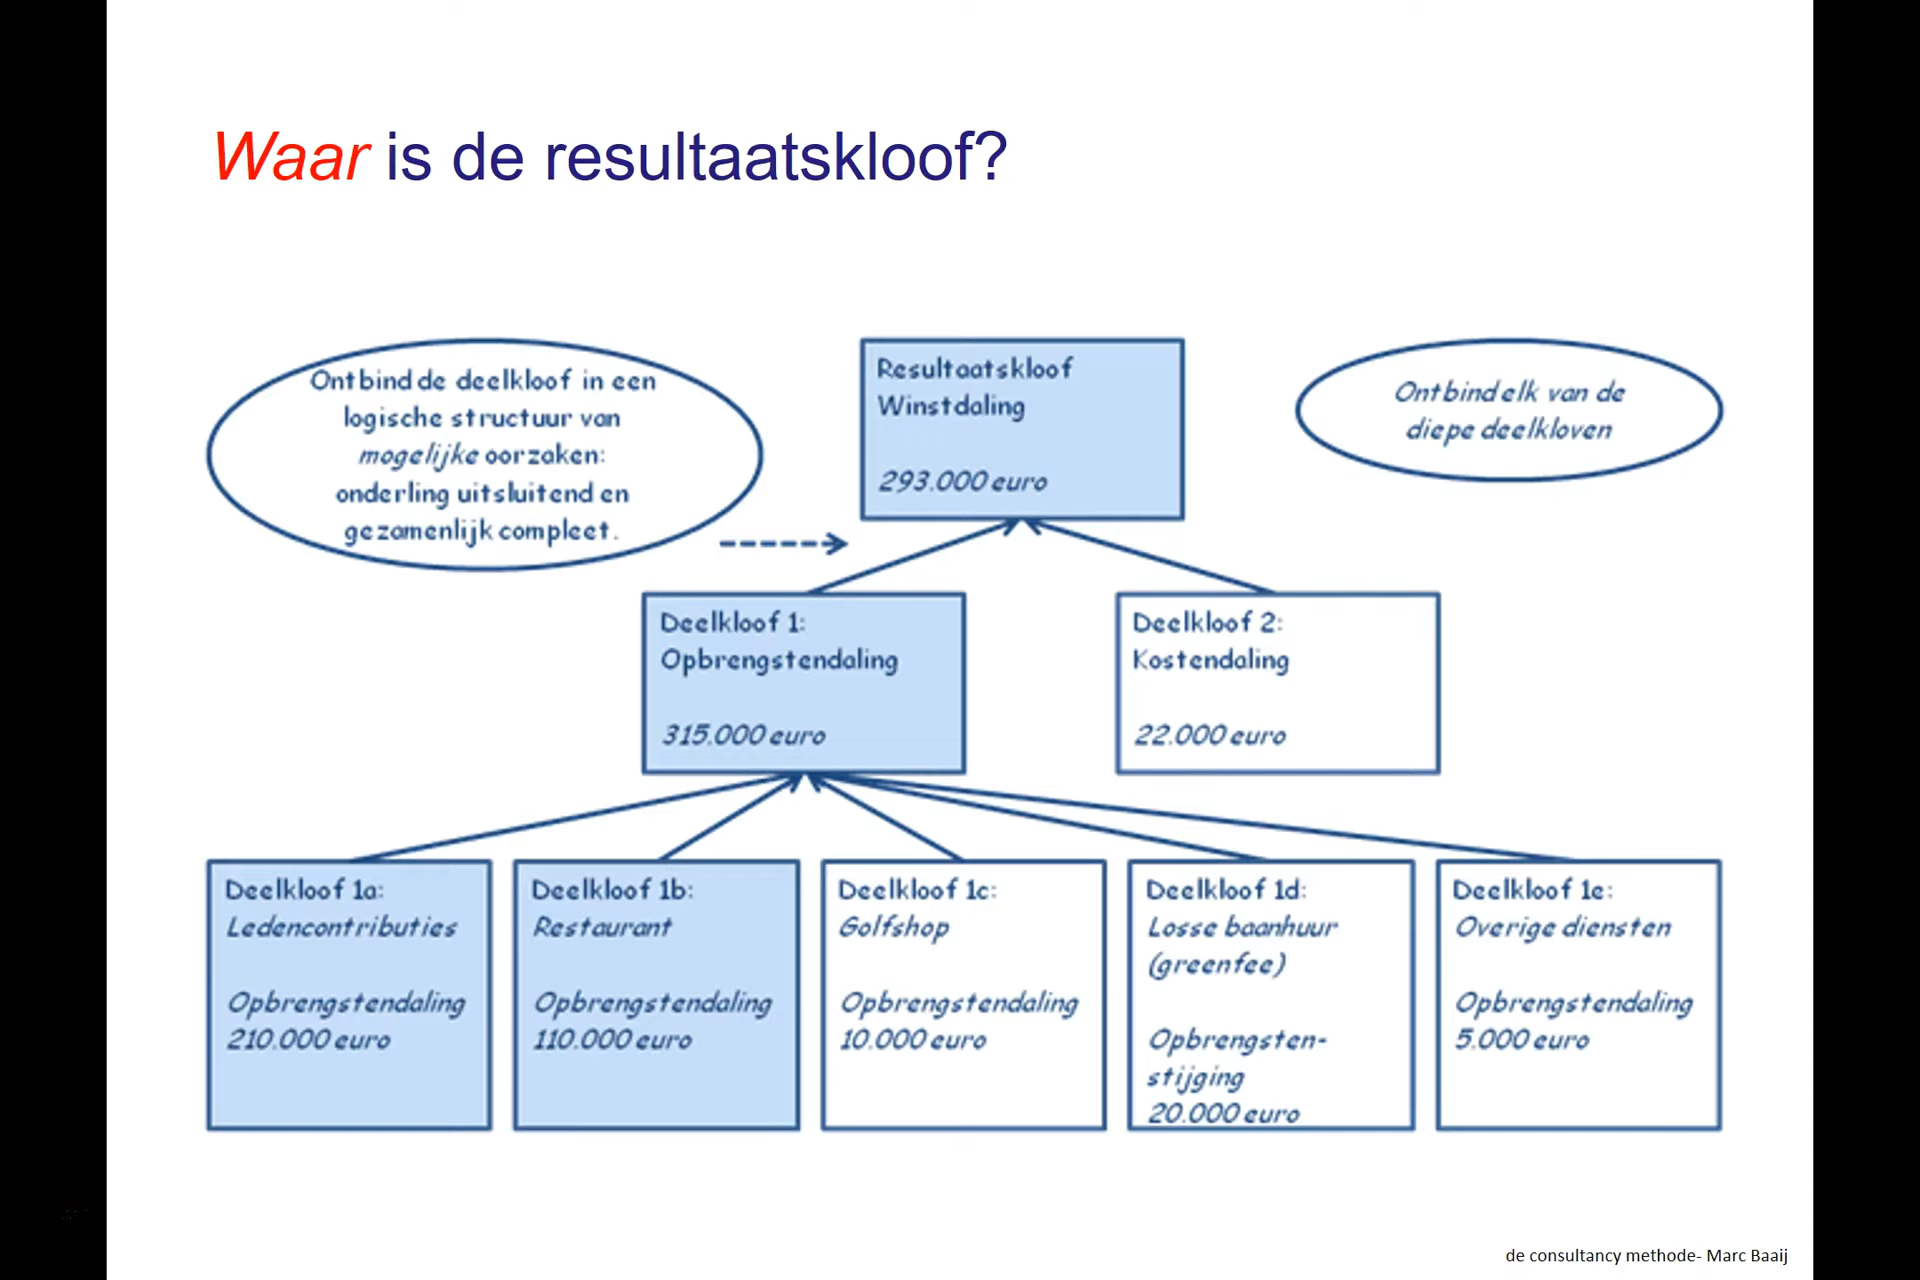 Waar is de resultaatskloof?
Ontbind de deelkloof in een
logische structuur van
mogelijke oorzaken:
onderling uitsluitend en
gezamenlijk compleet.
Resultaatskloof
Winstdaling
293.000 euro
Ontbind elk van de
diepe deelkloven
Deelkloof 1:
Opbrengstendaling
315.000 euro
Deelkloof 2:
Kostendaling
22.000 euro
Deelkloof 1a:
Ledencontributies
Opbrengstendaling
210.000 euro
Deelkloof 1b:
Restaurant
Opbrengstendaling
110.000 euro
Deelkloof 1c:
Golfshop
Opbrengstendaling
10.000 euro
Deelkloof 1d:
Losse baanhuur
(greenfee)
Opbrengsten-
stijging
20.000 euro
Deelkloof 1e:
Overige diensten
Opbrengstendaling
5.000 euro
de consultancy methode- Marc Baaij